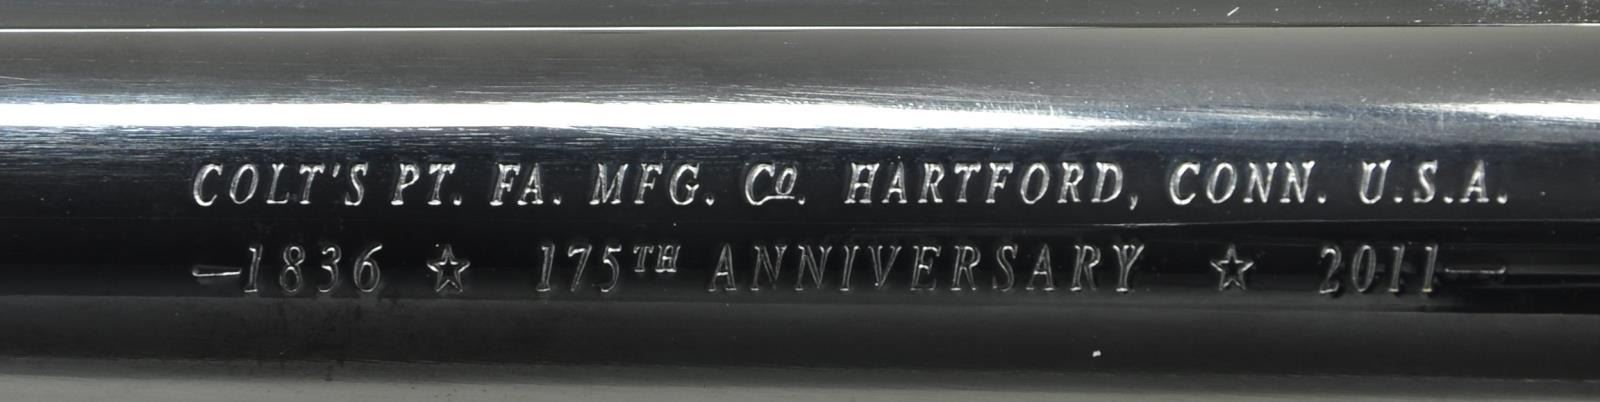 COLT'S PT. FA. MFG. Co. HARTFORD, CONN. U.S.A.
—1836 ☆ 175TH ANNIVERSARY ☆ 2011—